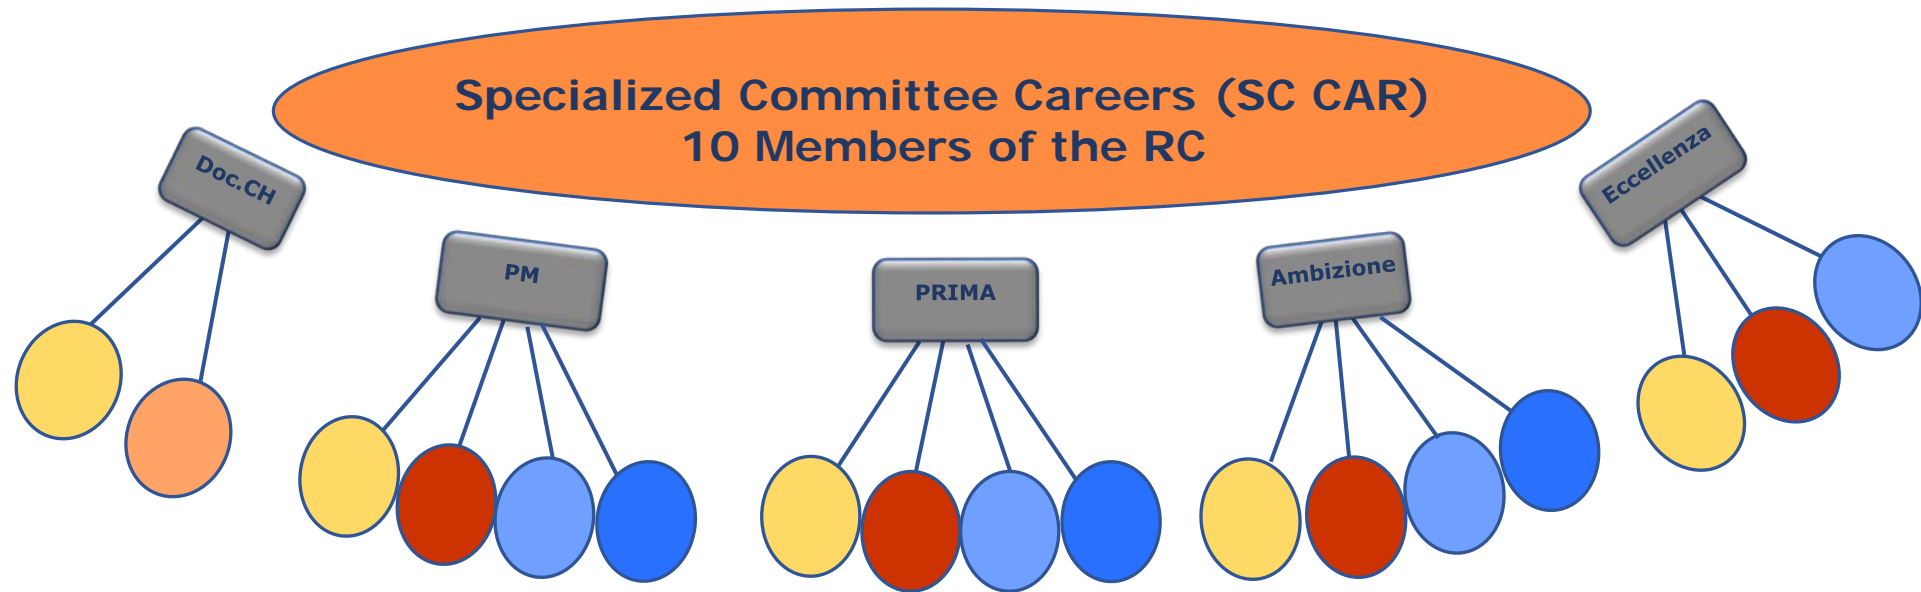 Specialized Committee Careers (SC CAR)
10 Members of the RC
Doc.CH
PM
PRIMA
Ambizione
Eccellenza